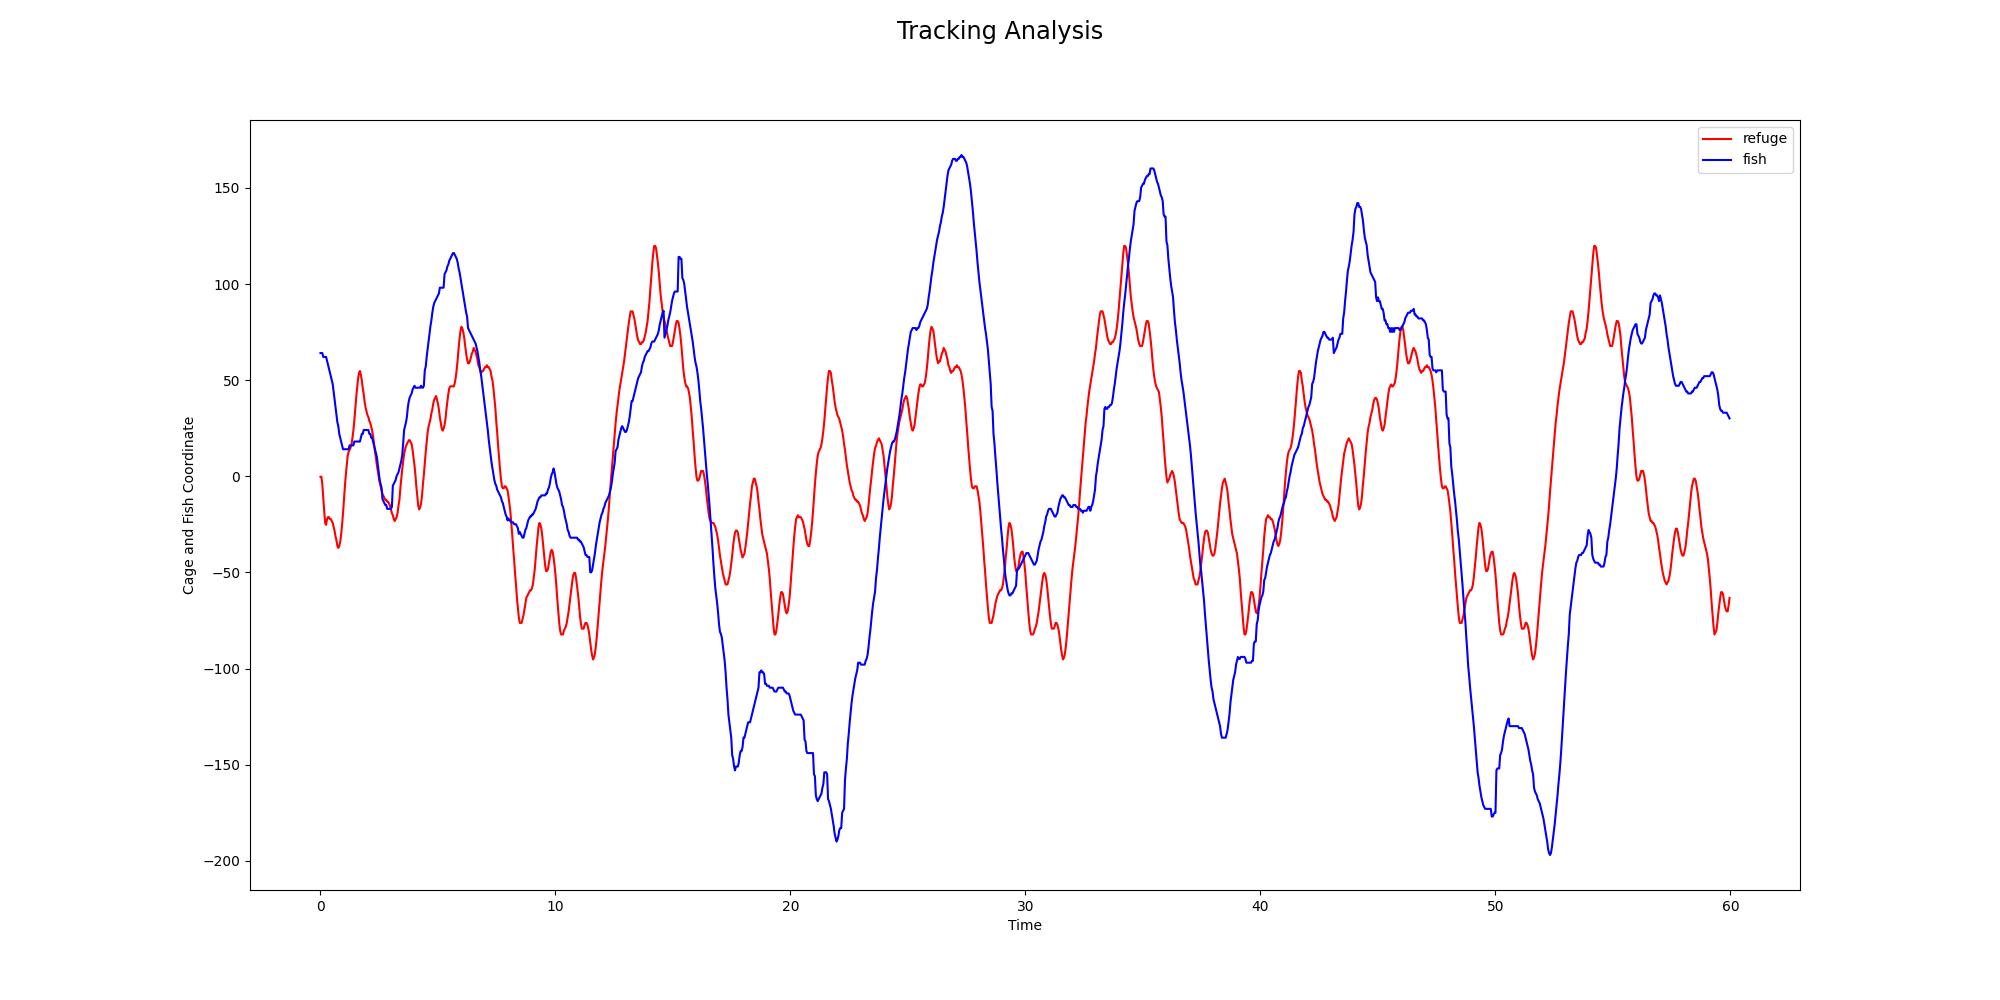 Tracking Analysis
refuge
fish
Cage and Fish Coordinate
150
100
50
0
−50
−100
−150
−200
0 10 20 30 40 50 60
Time